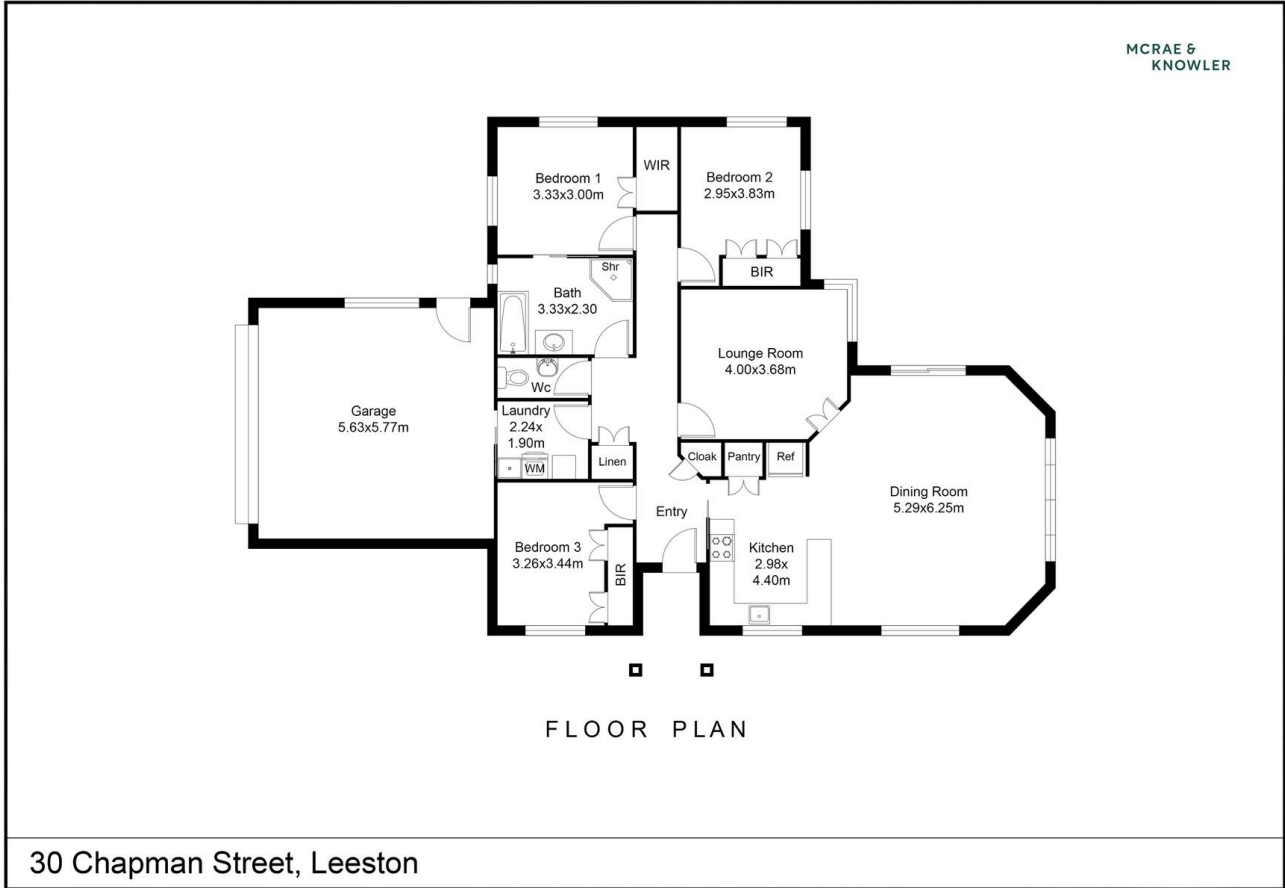 MCRAE &
KNOWLER
Bedroom 1
3.33x3.00m
WIR
Bedroom 2
2.95x3.83m
BIR
Shr
Bath
3.33x2.30
Lounge Room
4.00x3.68m
Wc
Garage
5.63x5.77m
Laundry
2.24x
1.90m
WM
Linen
Cloak
Pantry
Ref
Dining Room
5.29x6.25m
Entry
Kitchen
2.98x
4.40m
Bedroom 3
3.26x3.44m
BIR
FLOOR PLAN
30 Chapman Street, Leeston